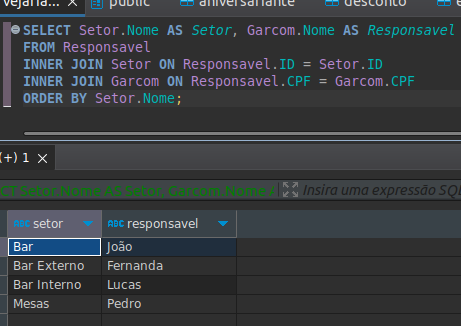 vejaria...
public
aniversariante
desconto
SELECT Setor.Nome AS Setor, Garcom.Nome AS Responsavel
FROM Responsavel
INNER JOIN Setor ON Responsavel.ID = Setor.ID
INNER JOIN Garcom ON Responsavel.CPF = Garcom.CPF
ORDER BY Setor.Nome;
(+) 1
CT Setor.Nome AS Setor, Garcom.Nome A
Insira uma expressão SQ
ABC setor
ABC responsavel
Bar João
Bar Externo Fernanda
Bar Interno Lucas
Mesas Pedro